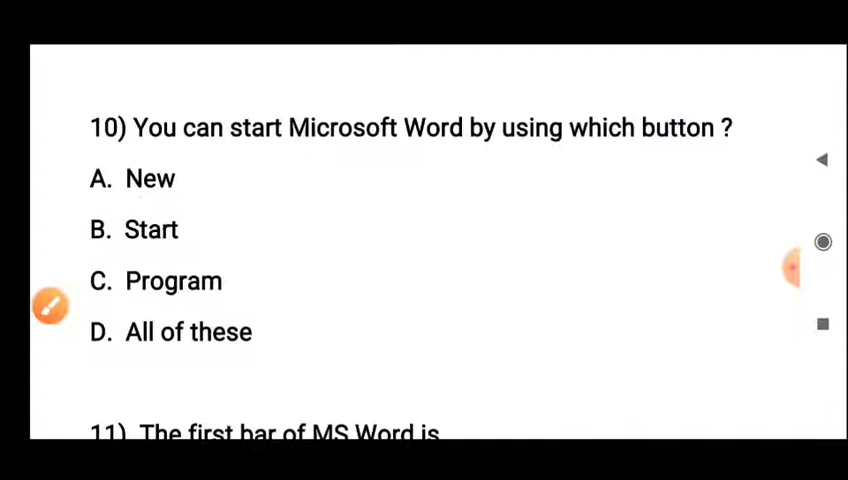 10) You can start Microsoft Word by using which button ?
A. New
B. Start
C. Program
D. All of these
11) The first bar of MS Word is